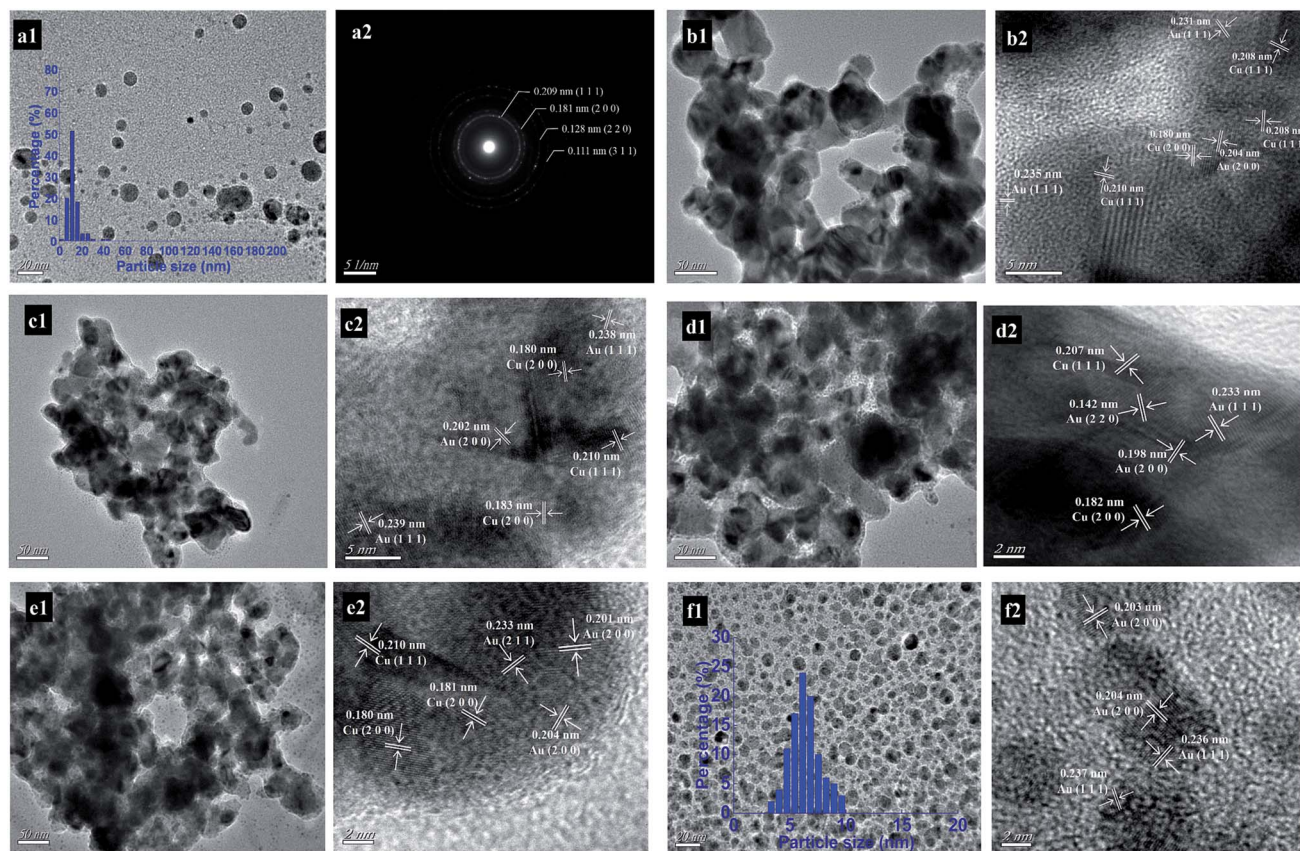 a1
80
70
60
50
40
30
20
10
0
Percentage (%)
0 20 40 60 80 100 120 140 160 180 200
Particle size (nm)
20 nm
a2
0.209 nm (1 1 1)
0.181 nm (2 0 0)
0.128 nm (2 2 0)
0.111 nm (3 1 1)
5 1/nm
b1
50 nm
b2
0.231 nm
Au (1 1 1)
0.208 nm
Cu (1 1 1)
0.208 nm
Cu (1 1 1)
0.180 nm
Cu (2 0 0)
0.204 nm
Au (2 0 0)
0.235 nm
Au (1 1 1)
0.210 nm
Cu (1 1 1)
5 nm
c1
50 nm
c2
0.238 nm
Au (1 1 1)
0.180 nm
Cu (2 0 0)
0.202 nm
Au (2 0 0)
0.210 nm
Cu (1 1 1)
0.183 nm
Cu (2 0 0)
0.239 nm
Au (1 1 1)
5 nm
d1
50 nm
d2
0.207 nm
Cu (1 1 1)
0.142 nm
Au (2 2 0)
0.233 nm
Au (1 1 1)
0.198 nm
Au (2 0 0)
0.182 nm
Cu (2 0 0)
2 nm
e1
50 nm
e2
0.210 nm
Cu (1 1 1)
0.233 nm
Au (2 1 1)
0.201 nm
Au (2 0 0)
0.181 nm
Cu (2 0 0)
0.180 nm
Cu (2 0 0)
0.204 nm
Au (2 0 0)
2 nm
f1
30
25
20
15
10
5
0
Percentage (%)
0 5 10 15 20
Particle size (nm)
20 nm
f2
0.203 nm
Au (2 0 0)
0.204 nm
Au (2 0 0)
0.236 nm
Au (1 1 1)
0.237 nm
Au (1 1 1)
2 nm